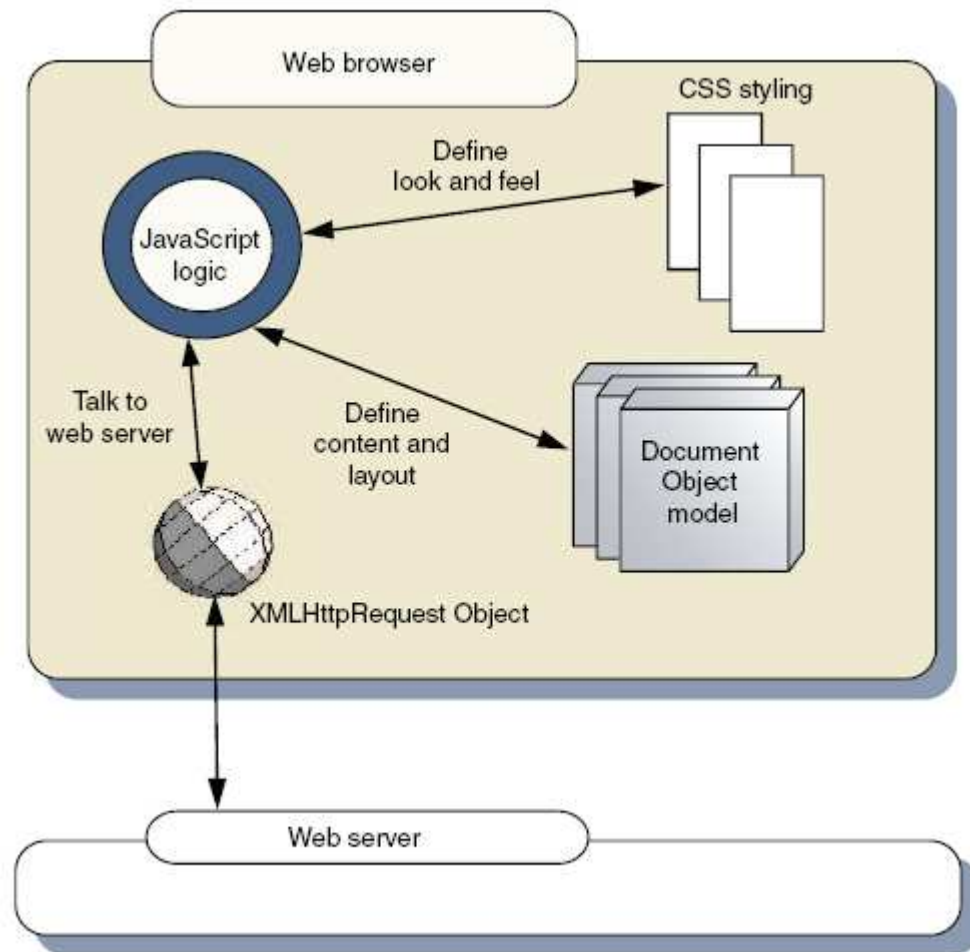 Web browser
CSS styling
Define
look and feel
JavaScript
logic
Talk to
web server
Define
content and
layout
Document
Object
model
XMLHttpRequest Object
Web server